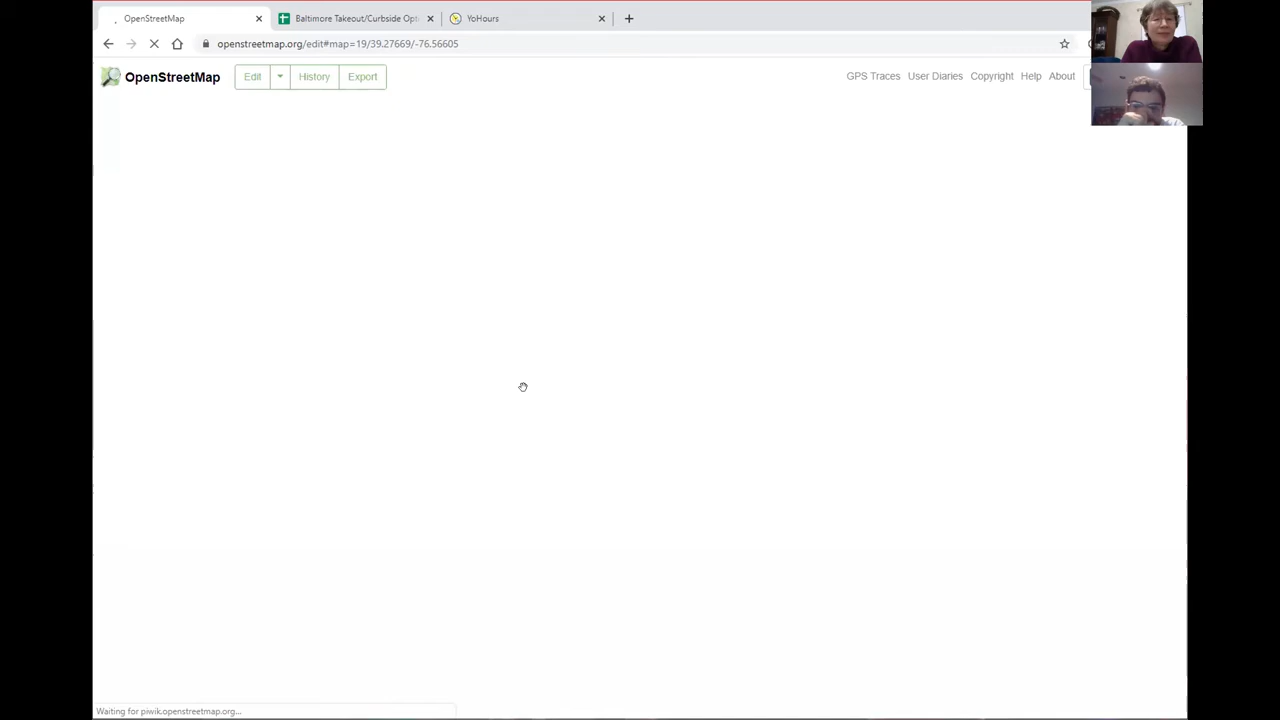 OpenStreetMap
Baltimore Takeout/Curbside Opt
YoHours
openstreetmap.org/edit#map=19/39.27669/-76.56605
OpenStreetMap
Edit
History
Export
GPS Traces
User Diaries
Copyright
Help
About
Waiting for piwik.openstreetmap.org...